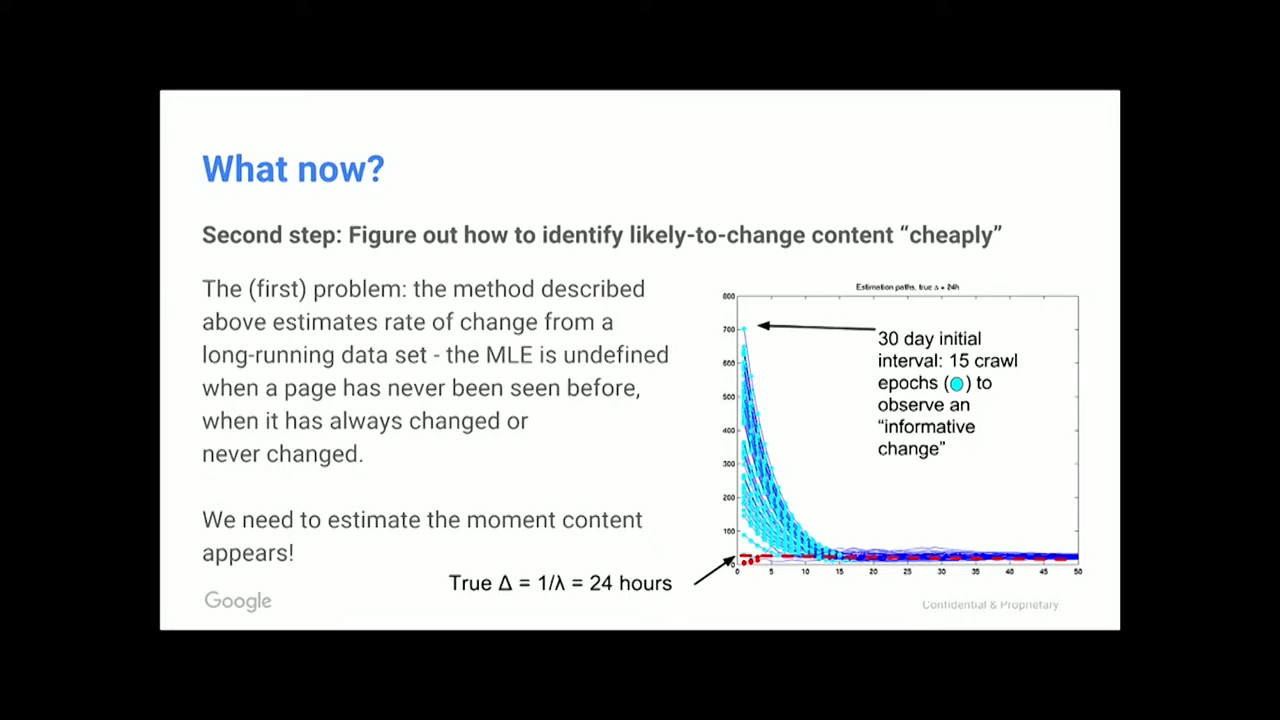 What now?
Second step: Figure out how to identify likely-to-change content “cheaply”
The (first) problem: the method described
above estimates rate of change from a
long-running data set - the MLE is undefined
when a page has never been seen before,
when it has always changed or
never changed.
We need to estimate the moment content
appears!
Estimation paths, true Δ = 24h
800
700
600
500
400
300
200
100
0
0 5 10 15 20 25 30 35 40 45 50
30 day initial
interval: 15 crawl
epochs ( ) to
observe an
“informative
change”
True Δ = 1/λ = 24 hours
Google
Confidential & Proprietary